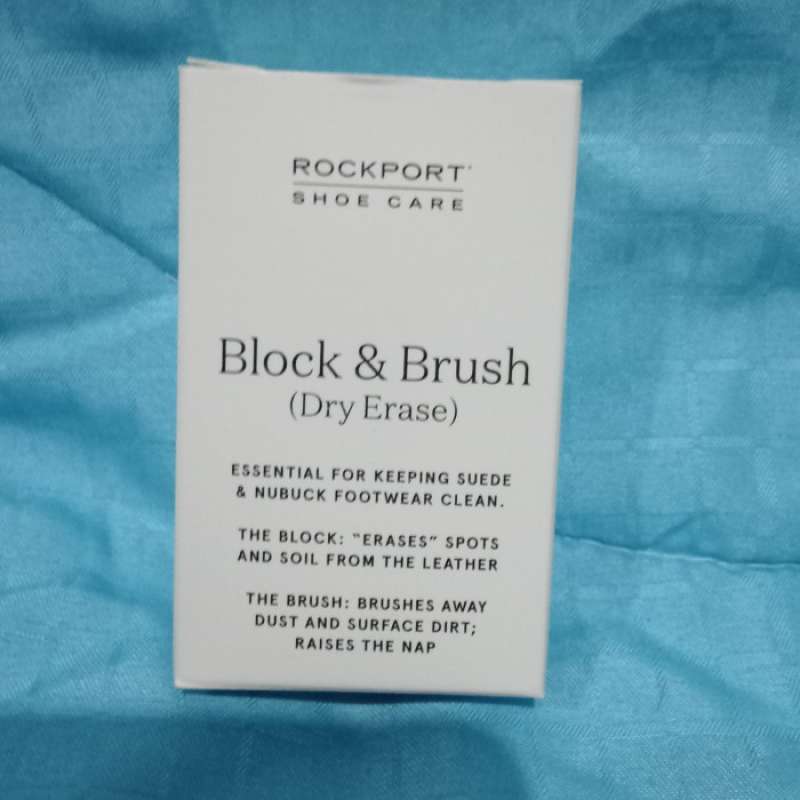 ROCKPORT
SHOE CARE
Block & Brush
(Dry Erase)
ESSENTIAL FOR KEEPING SUEDE
& NUBUCK FOOTWEAR CLEAN.
THE BLOCK: "ERASES" SPOTS
AND SOIL FROM THE LEATHER
THE BRUSH: BRUSHES AWAY
DUST AND SURFACE DIRT;
RAISES THE NAP